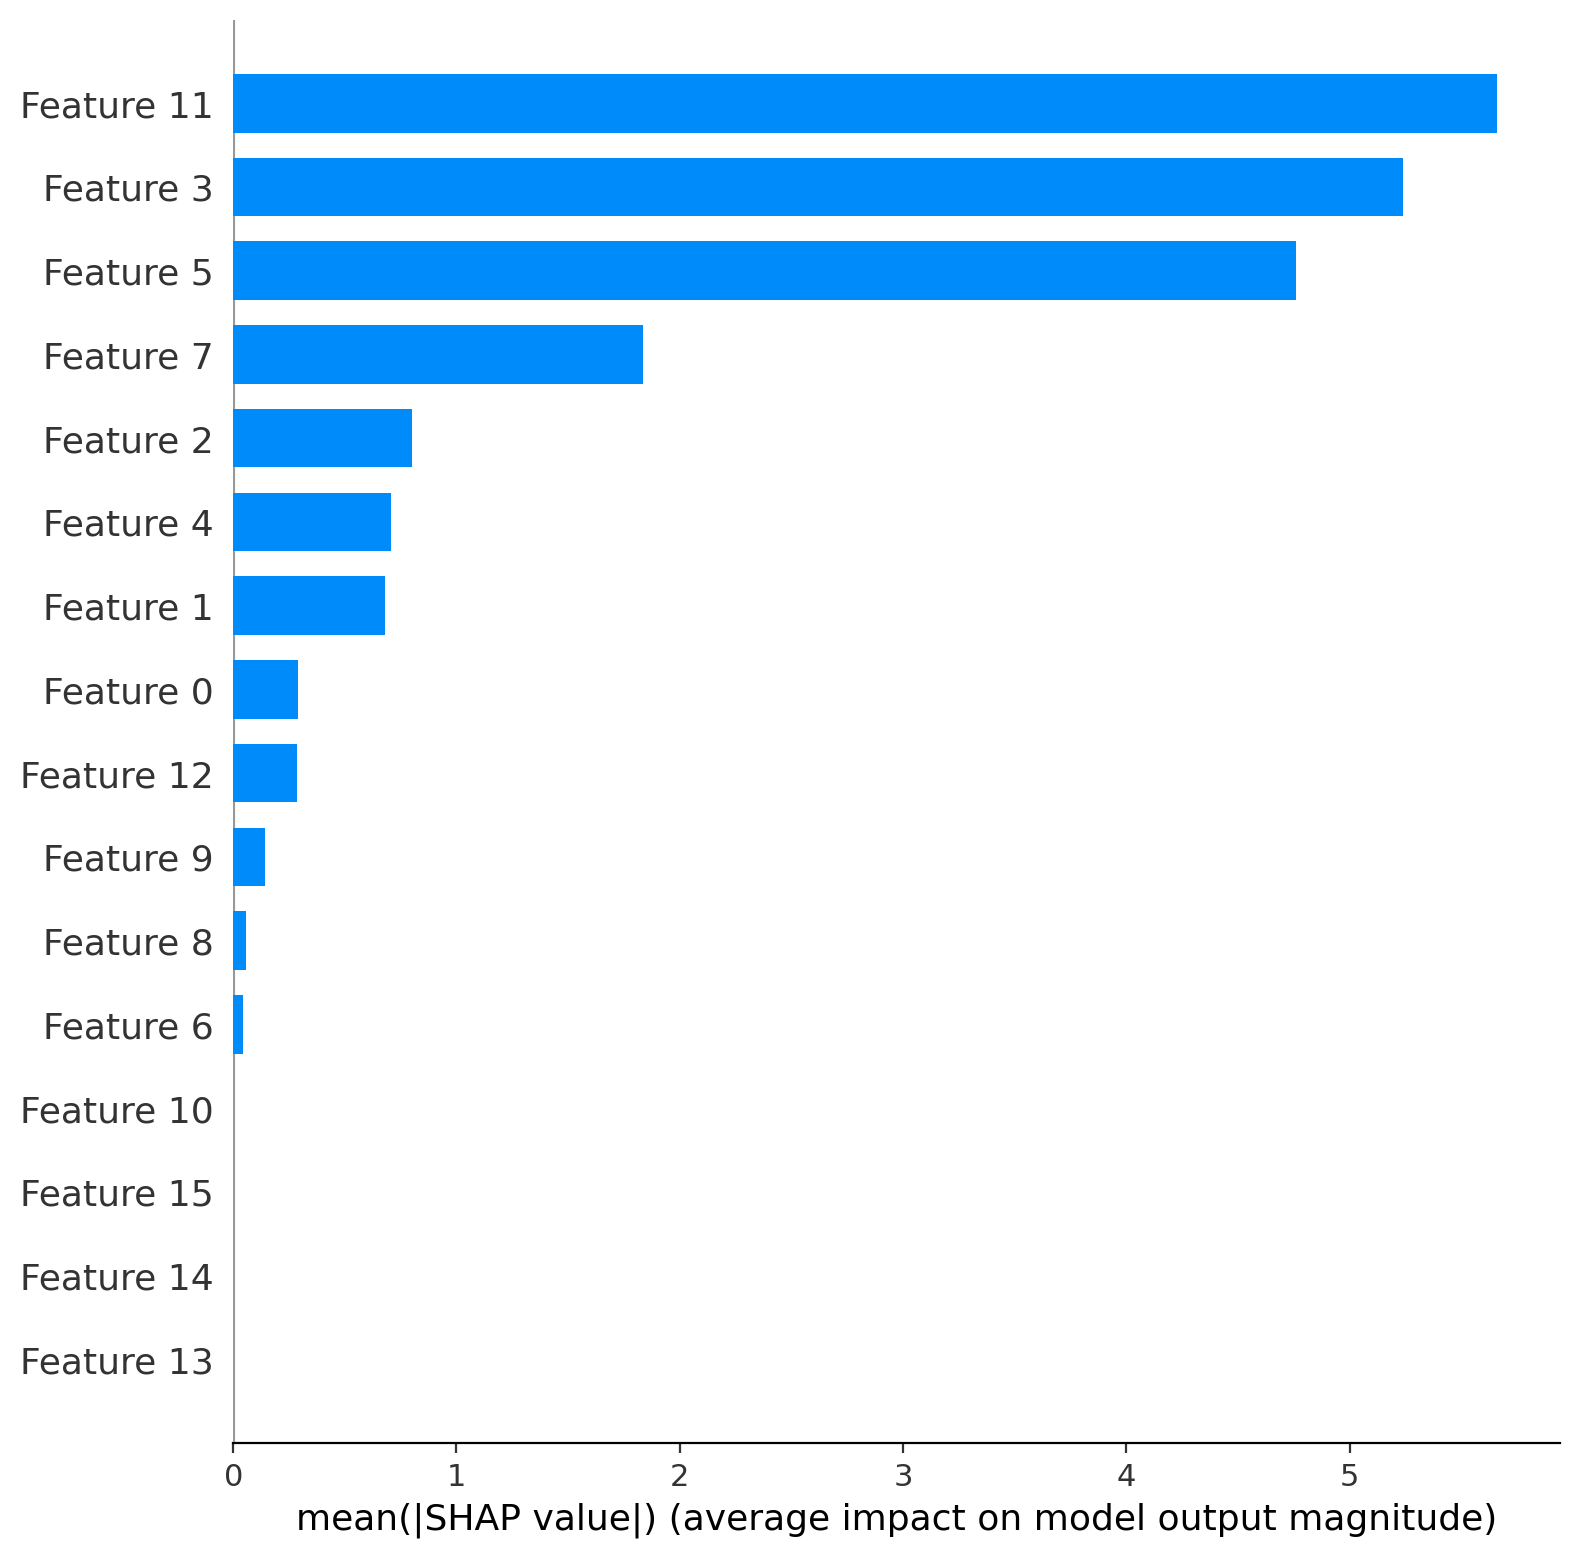 Feature 11
Feature 3
Feature 5
Feature 7
Feature 2
Feature 4
Feature 1
Feature 0
Feature 12
Feature 9
Feature 8
Feature 6
Feature 10
Feature 15
Feature 14
Feature 13
0 1 2 3 4 5
mean(|SHAP value|) (average impact on model output magnitude)